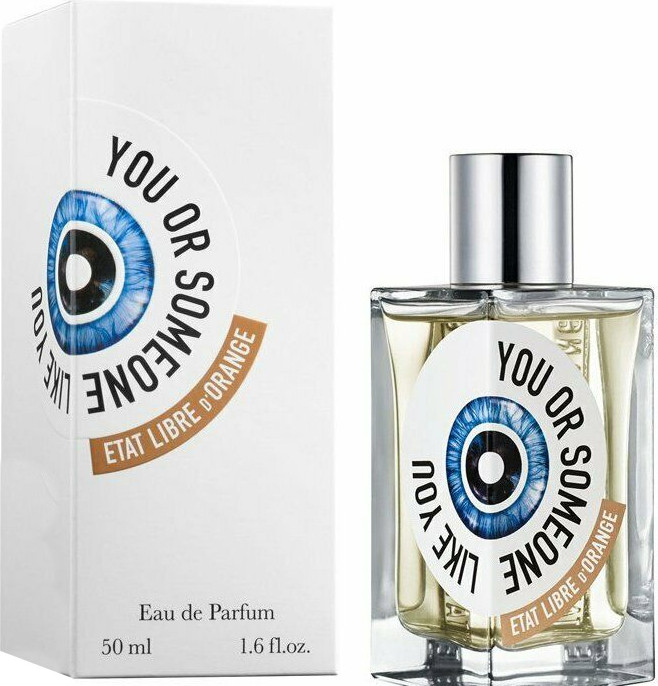 YOU OR SOMEONE LIKE YOU
ETAT LIBRE D'ORANGE
Eau de Parfum
50 ml 1.6 fl.oz.
YOU OR SOMEONE LIKE YOU
ETAT LIBRE D'ORANGE